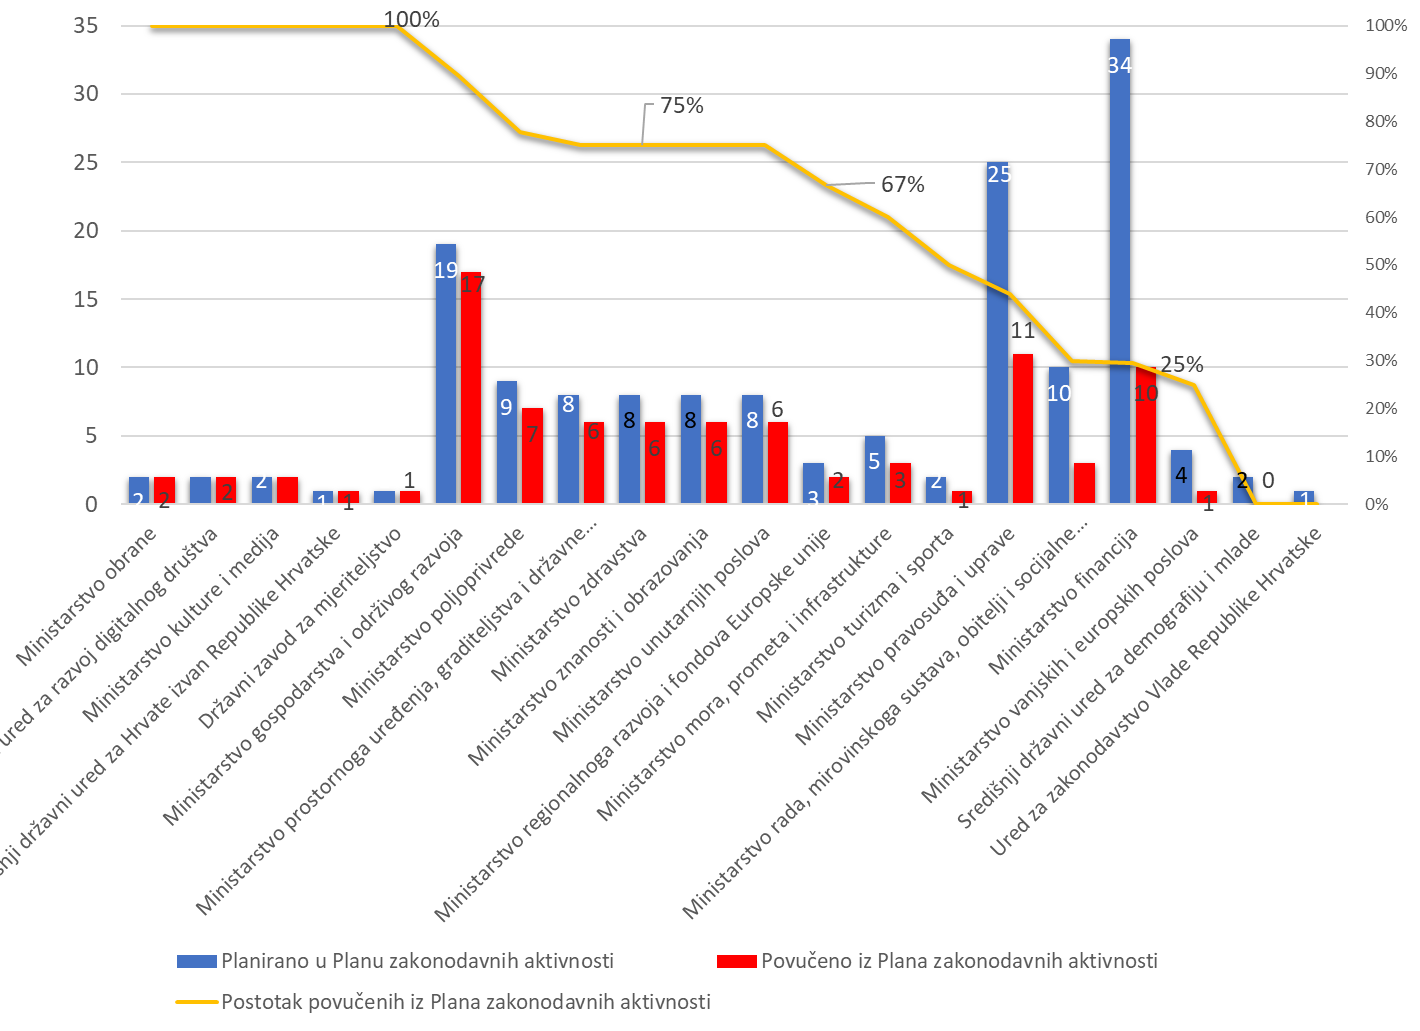 35
30
25
20
15
10
5
0
100%
90%
80%
70%
60%
50%
40%
30%
20%
10%
0%
100%
75%
67%
25%
2
2
2
2
1
1
1
19
17
9
7
8
6
8
6
8
6
8
6
3
2
5
3
2
1
25
11
10
34
10
4
1
2
0
1
Ministarstvo obrane
ured za razvoj digitalnog društva
Ministarstvo kulture i medija
državni ured za Hrvate izvan Republike Hrvatske
Državni zavod za mjeriteljstvo
Ministarstvo gospodarstva i održivog razvoja
Ministarstvo poljoprivrede
Ministarstvo prostornoga uređenja, graditeljstva i državne...
Ministarstvo zdravstva
Ministarstvo znanosti i obrazovanja
Ministarstvo unutarnjih poslova
Ministarstvo regionalnoga razvoja i fondova Europske unije
Ministarstvo mora, prometa i infrastrukture
Ministarstvo turizma i sporta
Ministarstvo pravosuđa i uprave
Ministarstvo rada, mirovinskoga sustava, obitelji i socijalne...
Ministarstvo financija
Ministarstvo vanjskih i europskih poslova
Središnji državni ured za demografiju i mlade
Ured za zakonodavstvo Vlade Republike Hrvatske
Planirano u Planu zakonodavnih aktivnosti
Povučeno iz Plana zakonodavnih aktivnosti
Postotak povučenih iz Plana zakonodavnih aktivnosti